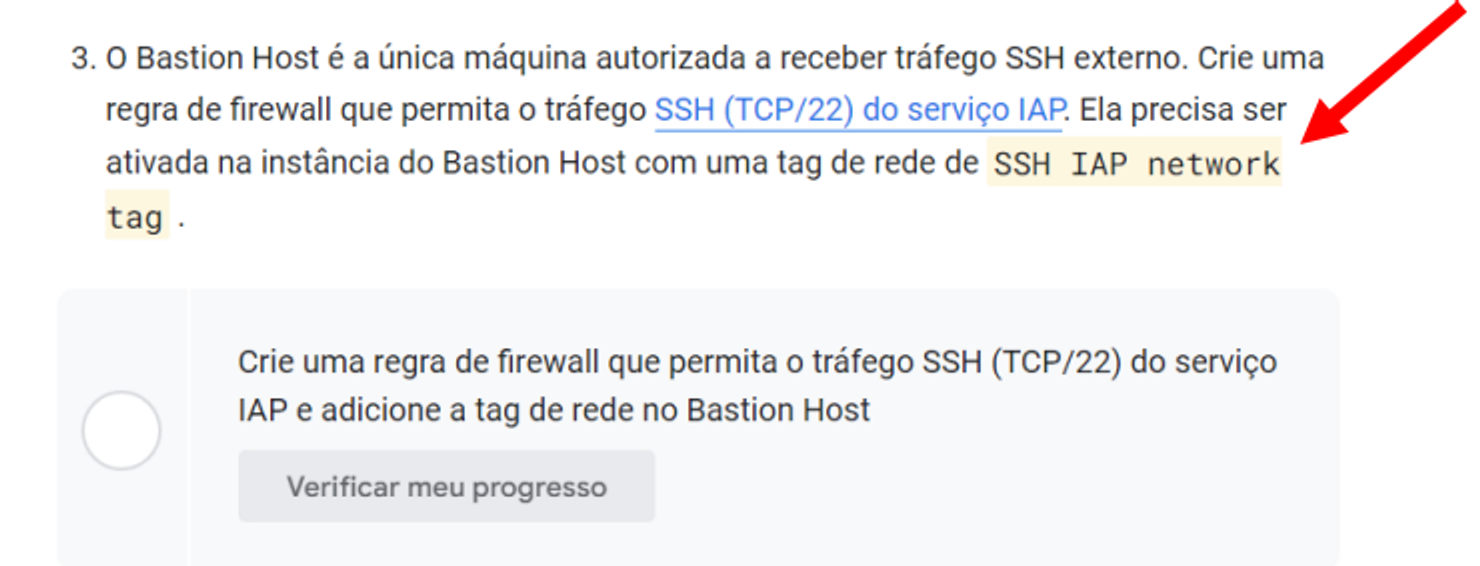 3. O Bastion Host é a única máquina autorizada a receber tráfego SSH externo. Crie uma
regra de firewall que permita o tráfego SSH (TCP/22) do serviço IAP. Ela precisa ser
ativada na instância do Bastion Host com uma tag de rede de SSH IAP network
tag .
Crie uma regra de firewall que permita o tráfego SSH (TCP/22) do serviço
IAP e adicione a tag de rede no Bastion Host
Verificar meu progresso